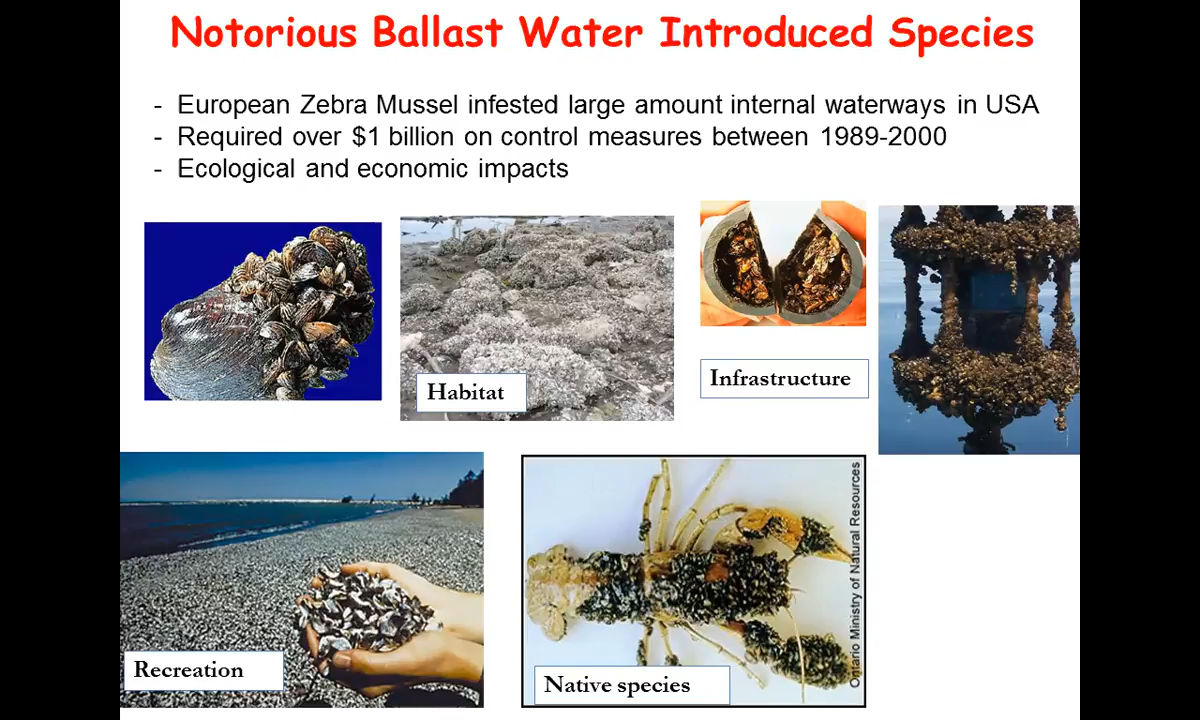 Notorious Ballast Water Introduced Species
- European Zebra Mussel infested large amount internal waterways in USA
- Required over $1 billion on control measures between 1989-2000
- Ecological and economic impacts
Habitat
Infrastructure
Recreation
Native species
Ontario Ministry of Natural Resources